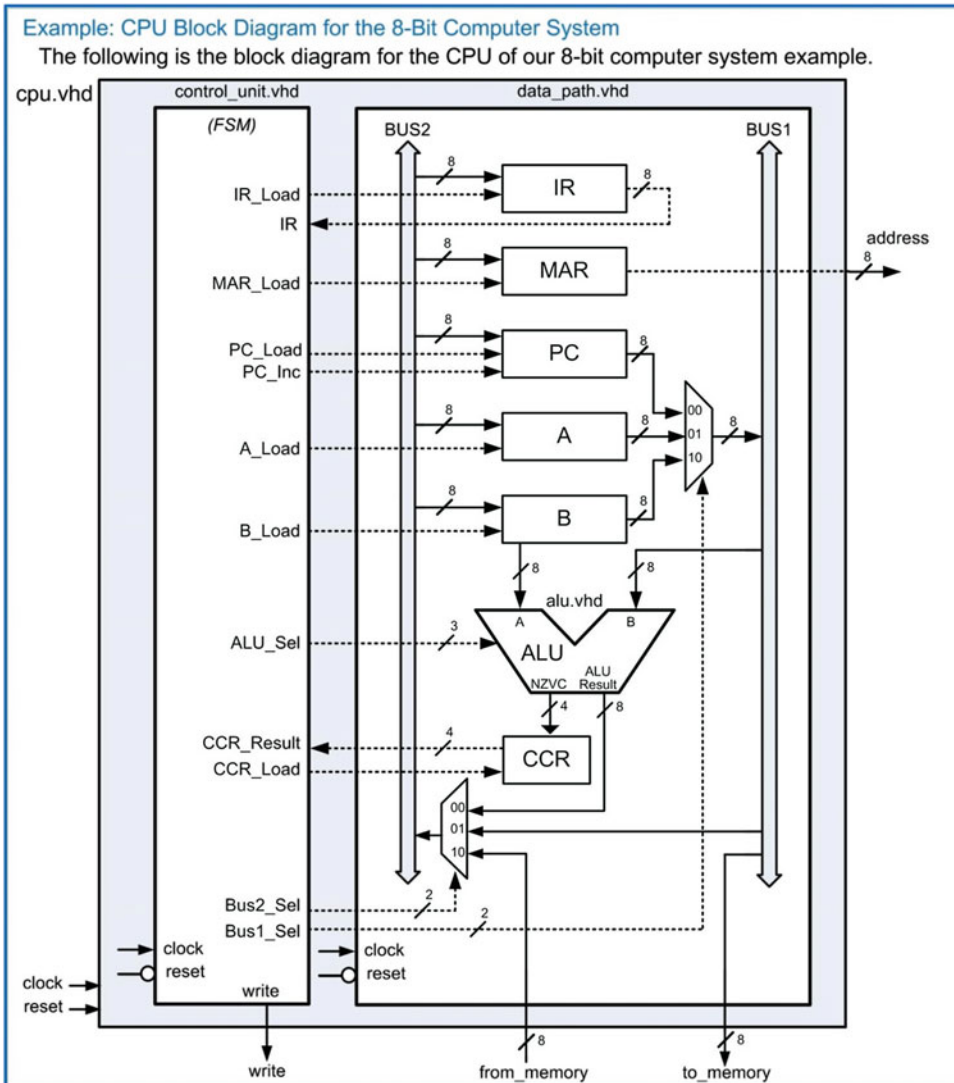 Example: CPU Block Diagram for the 8-Bit Computer System
The following is the block diagram for the CPU of our 8-bit computer system example.
cpu.vhd
control_unit.vhd
data_path.vhd
(FSM)
BUS2
BUS1
8
IR
8
IR_Load
IR
address
8
MAR
8
MAR_Load
8
PC
8
PC_Load
PC_Inc
00
8
A
8
01
8
A_Load
10
8
B
8
B_Load
8
8
alu.vhd
A
B
ALU_Sel
3
ALU
NZVC
ALU
Result
4
8
CCR_Result
4
CCR
CCR_Load
00
01
10
Bus2_Sel
2
Bus1_Sel
2
clock
reset
clock
reset
clock
reset
write
8
8
write
from_memory
to_memory